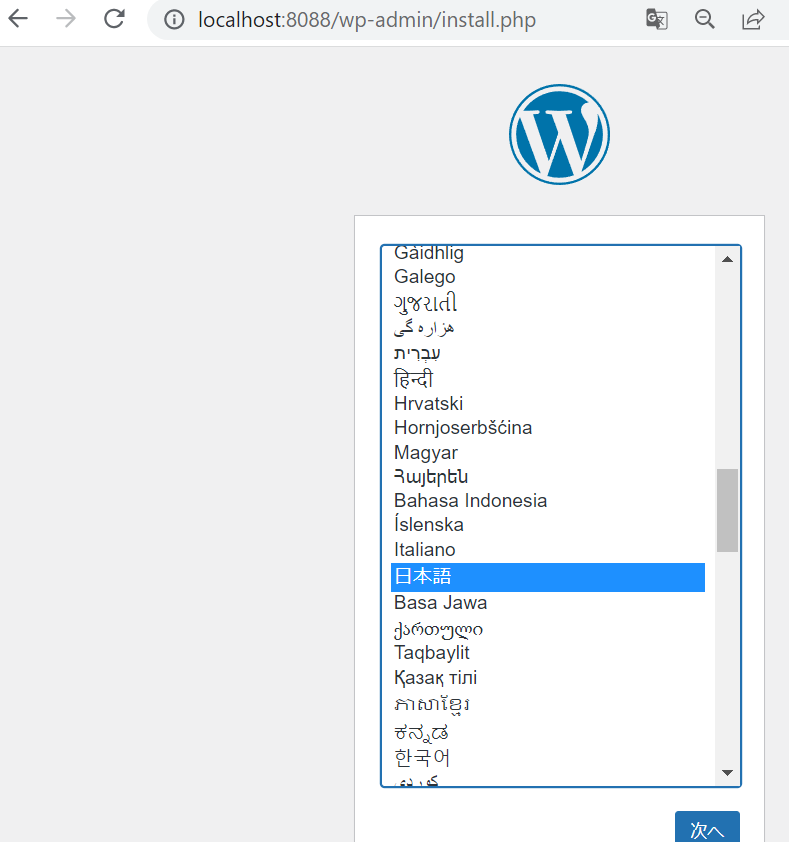 localhost:8088/wp-admin/install.php
Gàidhlig
Galego
ગુજરાતી
هزاره گی
עִבְרִית
हिन्दी
Hrvatski
Hornjoserbšćina
Magyar
Հայերեն
Bahasa Indonesia
Íslenska
Italiano
日本語
Basa Jawa
ქართული
Taqbaylit
Қазақ тілі
ភាសាខ្មែរ
ಕನ್ನಡ
한국어
كوردی
次へ